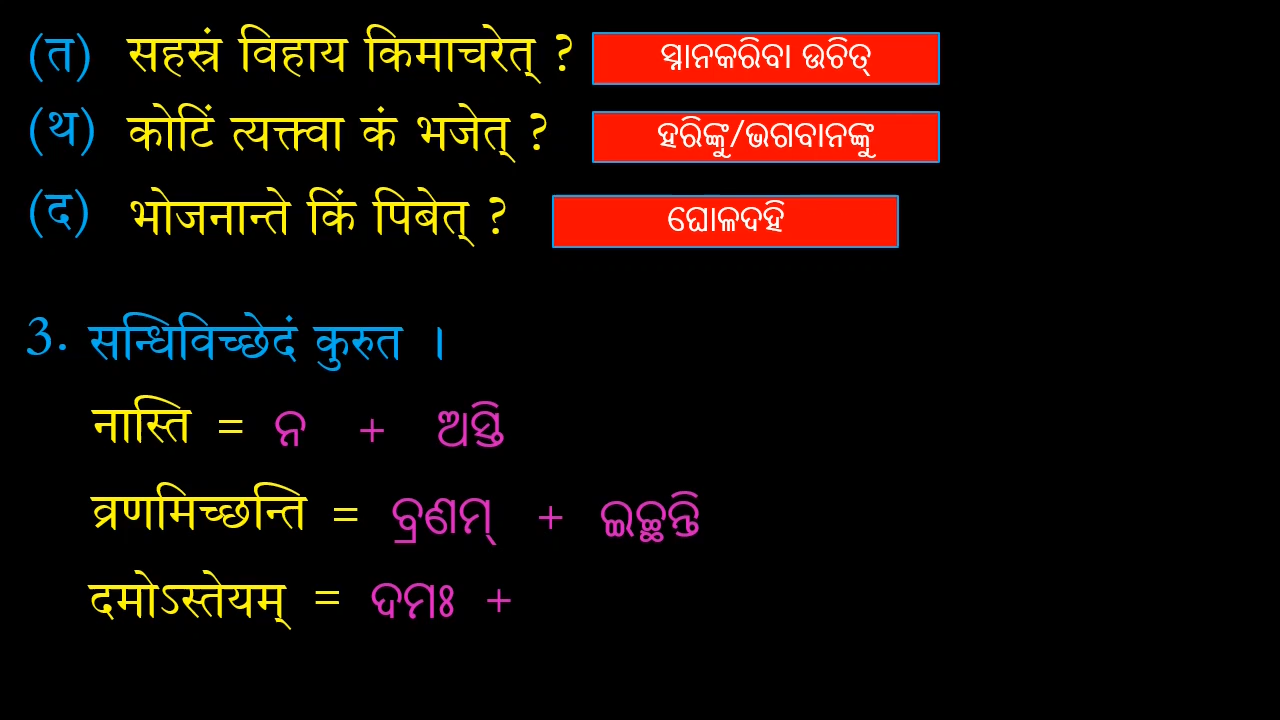 (त) सहस्रं विहाय किमाचरेत् ? ସ୍ନାନକରିବା ଉଚିତ୍
(थ) कोटिं त्यक्त्वा कं भजेत् ? ହରିଙ୍କୁ/ଭଗବାନଙ୍କୁ
(द) भोजनान्ते किं पिबेत् ? ଘୋଳଦହି
3. सन्धिविच्छेदं कुरुत ।
नास्ति = ନ + ଅସ୍ତି
व्रणमिच्छन्ति = ବ୍ରଣମ୍ + ଇଚ୍ଛନ୍ତି
दमोऽस्तेयम् = ଦମଃ +